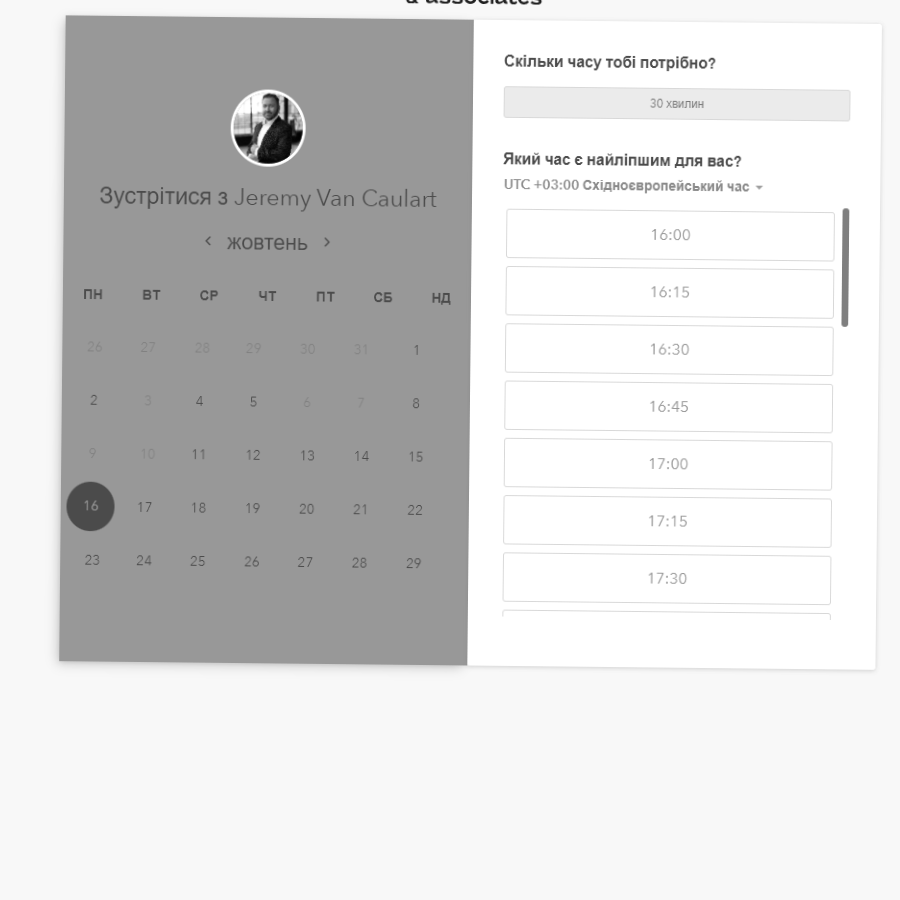 & associates
Зустрітися з Jeremy Van Caulart
жовтень
ПН ВТ СР ЧТ ПТ СБ НД
26 27 28 29 30 31 1
2 3 4 5 6 7 8
9 10 11 12 13 14 15
16 17 18 19 20 21 22
23 24 25 26 27 28 29
Скільки часу тобі потрібно?
30 хвилин
Який час є найліпшим для вас?
UTC +03:00 Східноєвропейський час
16:00
16:15
16:30
16:45
17:00
17:15
17:30